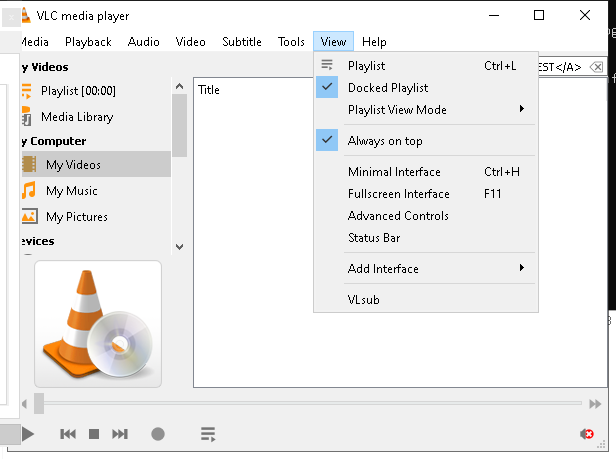 VLC media player
Media Playback Audio Video Subtitle Tools View Help
y Videos
Playlist [00:00]
Media Library
y Computer
My Videos
My Music
My Pictures
evices
Title
EST</A>
Playlist Ctrl+L
Docked Playlist
Playlist View Mode
Always on top
Minimal Interface Ctrl+H
Fullscreen Interface F11
Advanced Controls
Status Bar
Add Interface
VLsub